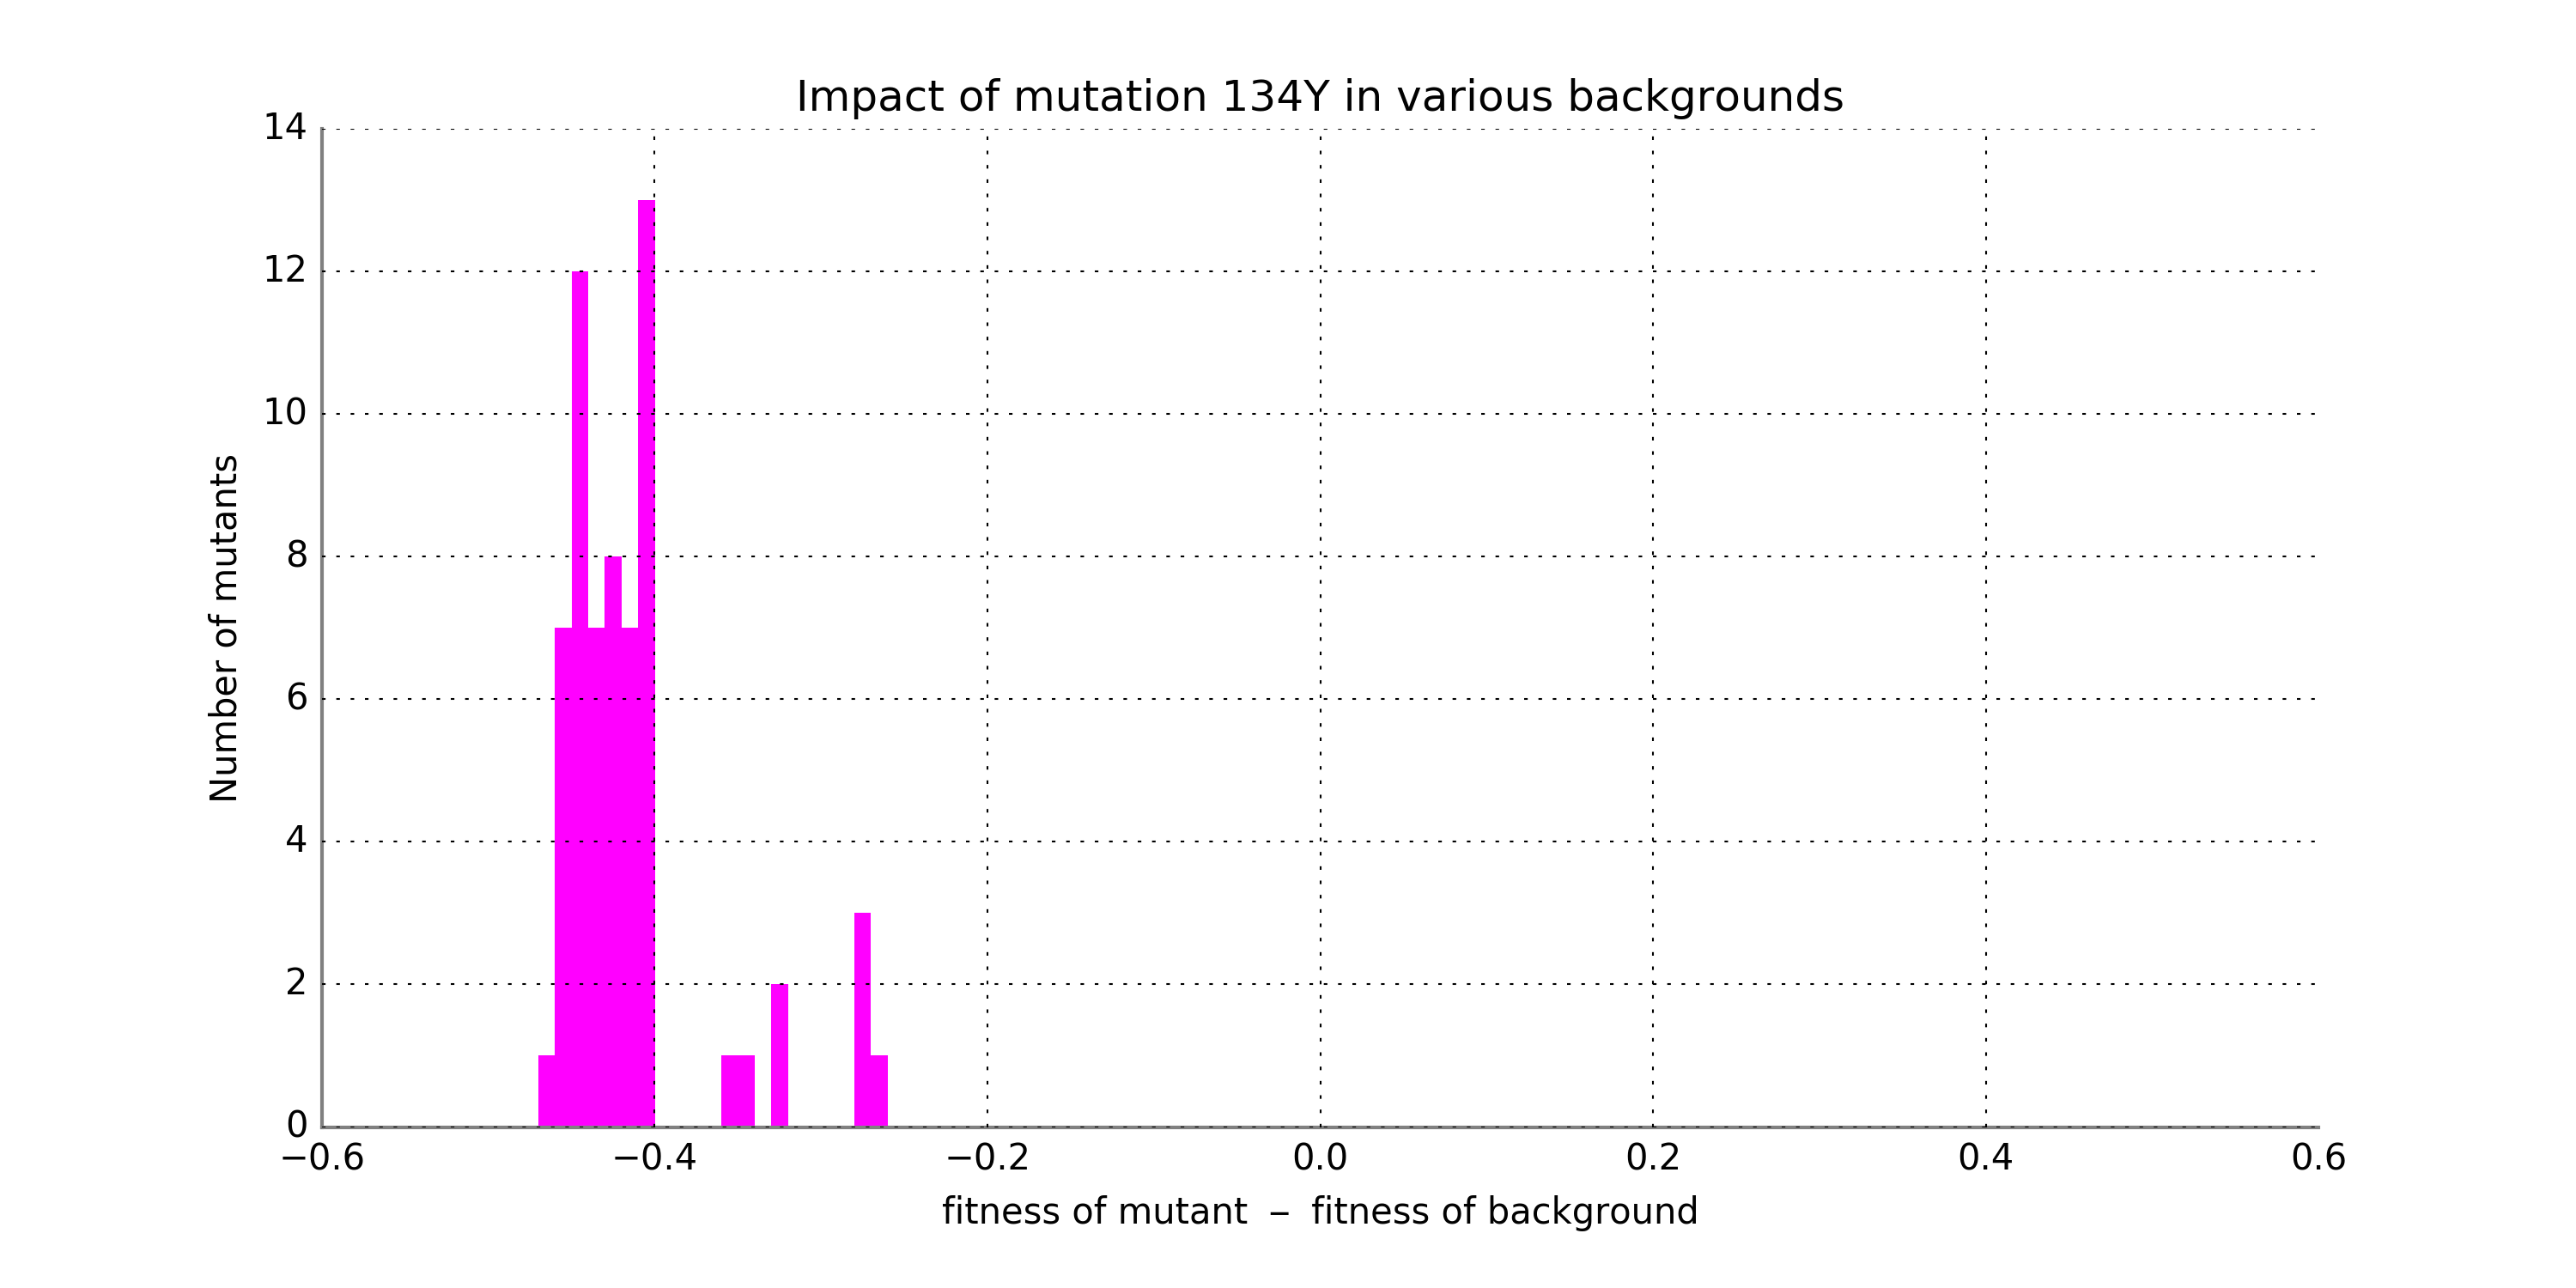 Impact of mutation 134Y in various backgrounds
14
12
10
8
6
4
2
0
Number of mutants
−0.6 −0.4 −0.2 0.0 0.2 0.4 0.6
fitness of mutant − fitness of background